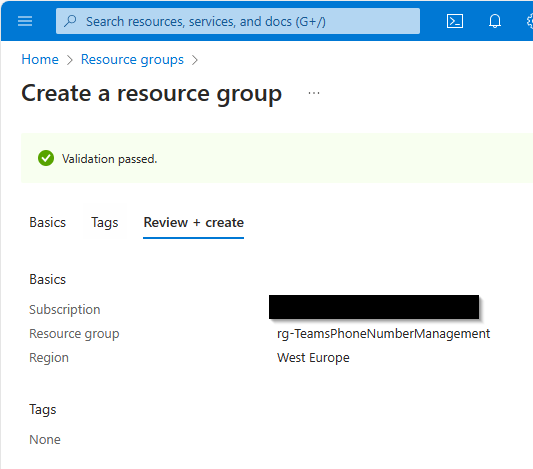 Search resources, services, and docs (G+/)
Home > Resource groups >
Create a resource group ...
Validation passed.
Basics Tags Review + create
Basics
Subscription
Resource group rg-TeamsPhoneNumberManagement
Region West Europe
Tags
None